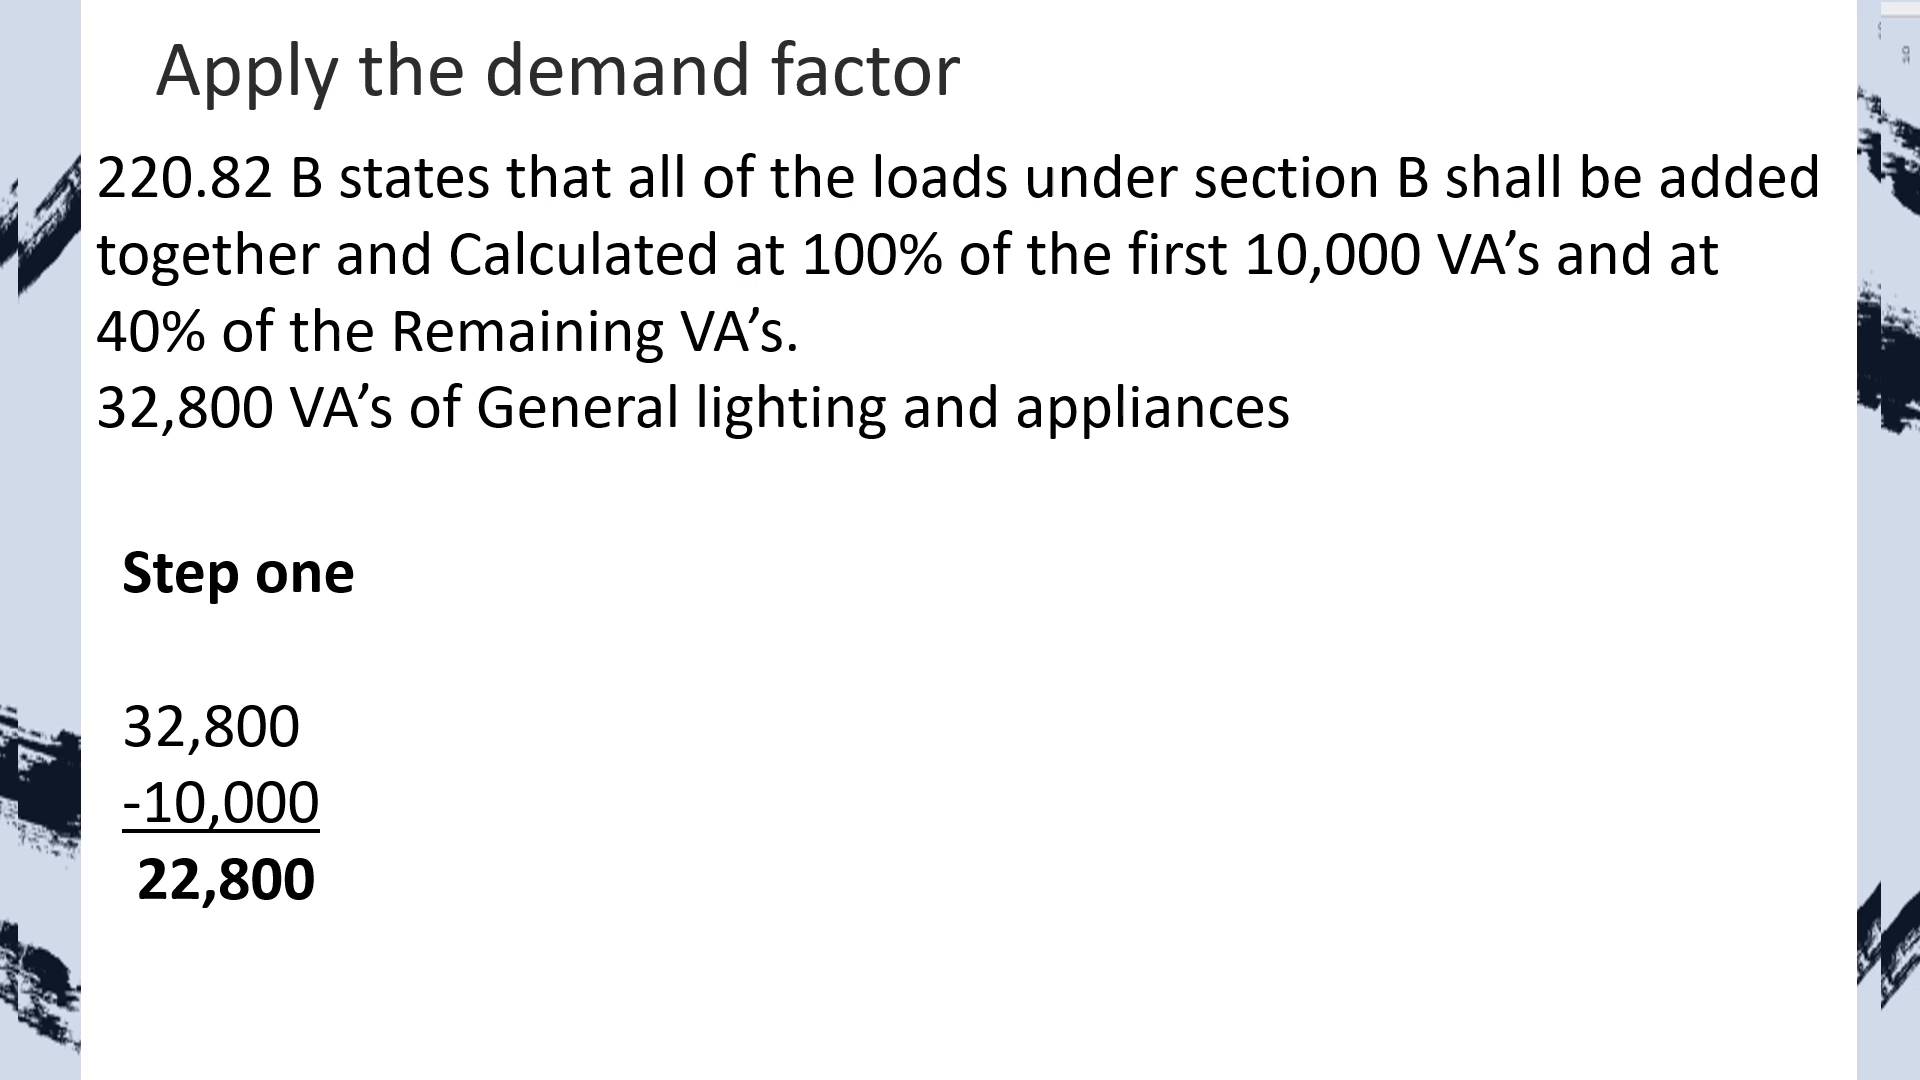 Apply the demand factor
220.82 B states that all of the loads under section B shall be added
together and Calculated at 100% of the first 10,000 VA’s and at
40% of the Remaining VA’s.
32,800 VA’s of General lighting and appliances
Step one
32,800
-10,000
22,800